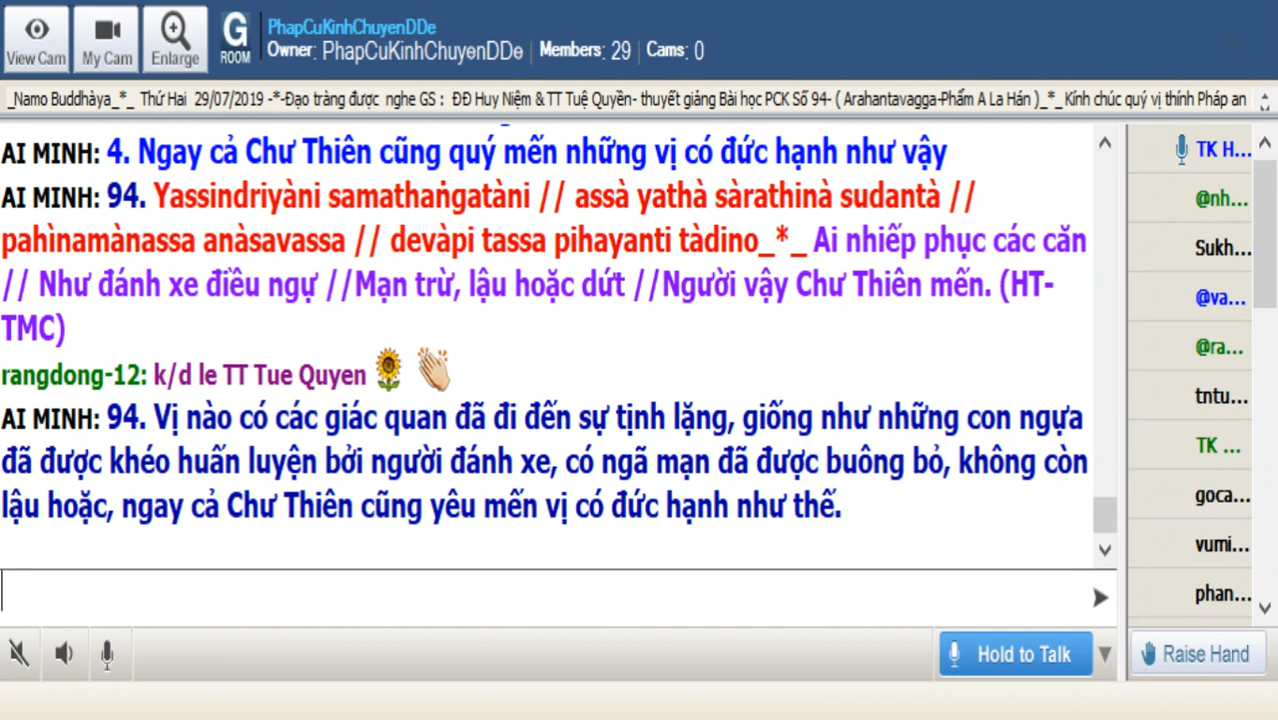 View Cam
My Cam
Enlarge
G
ROOM
PhapCuKinhChuyenDDe
Owner: PhapCuKinhChuyenDDe | Members: 29 | Cams: 0
_Namo Buddhàya_*_ Thứ Hai 29/07/2019 -*-Đạo tràng được nghe GS : ĐĐ Huy Niệm & TT Tuệ Quyền- thuyết giảng Bài học PCK Số 94- ( Arahantavagga-Phẩm A La Hán )_*_Kính chúc quý vị thính Pháp an
AI MINH: 4. Ngay cả Chư Thiên cũng quý mến những vị có đức hạnh như vậy
AI MINH: 94. Yassindriyàni samathaṅgatàni // assà yathà sàrathinà sudantà //
pahìnamànassa anàsavassa // devàpi tassa pihayanti tàdino_*_ Ai nhiếp phục các căn
// Như đánh xe điều ngự //Mạn trừ, lậu hoặc dứt //Người vậy Chư Thiên mến. (HT-
TMC)
rangdong-12: k/d le TT Tue Quyen
AI MINH: 94. Vị nào có các giác quan đã đi đến sự tịnh lặng, giống như những con ngựa
đã được khéo huấn luyện bởi người đánh xe, có ngã mạn đã được buông bỏ, không còn
lậu hoặc, ngay cả Chư Thiên cũng yêu mến vị có đức hạnh như thế.
TK H...
@nh...
Sukh...
@va...
@ra...
tntu...
TK ...
goca...
vumi...
phan...
Hold to Talk
Raise Hand